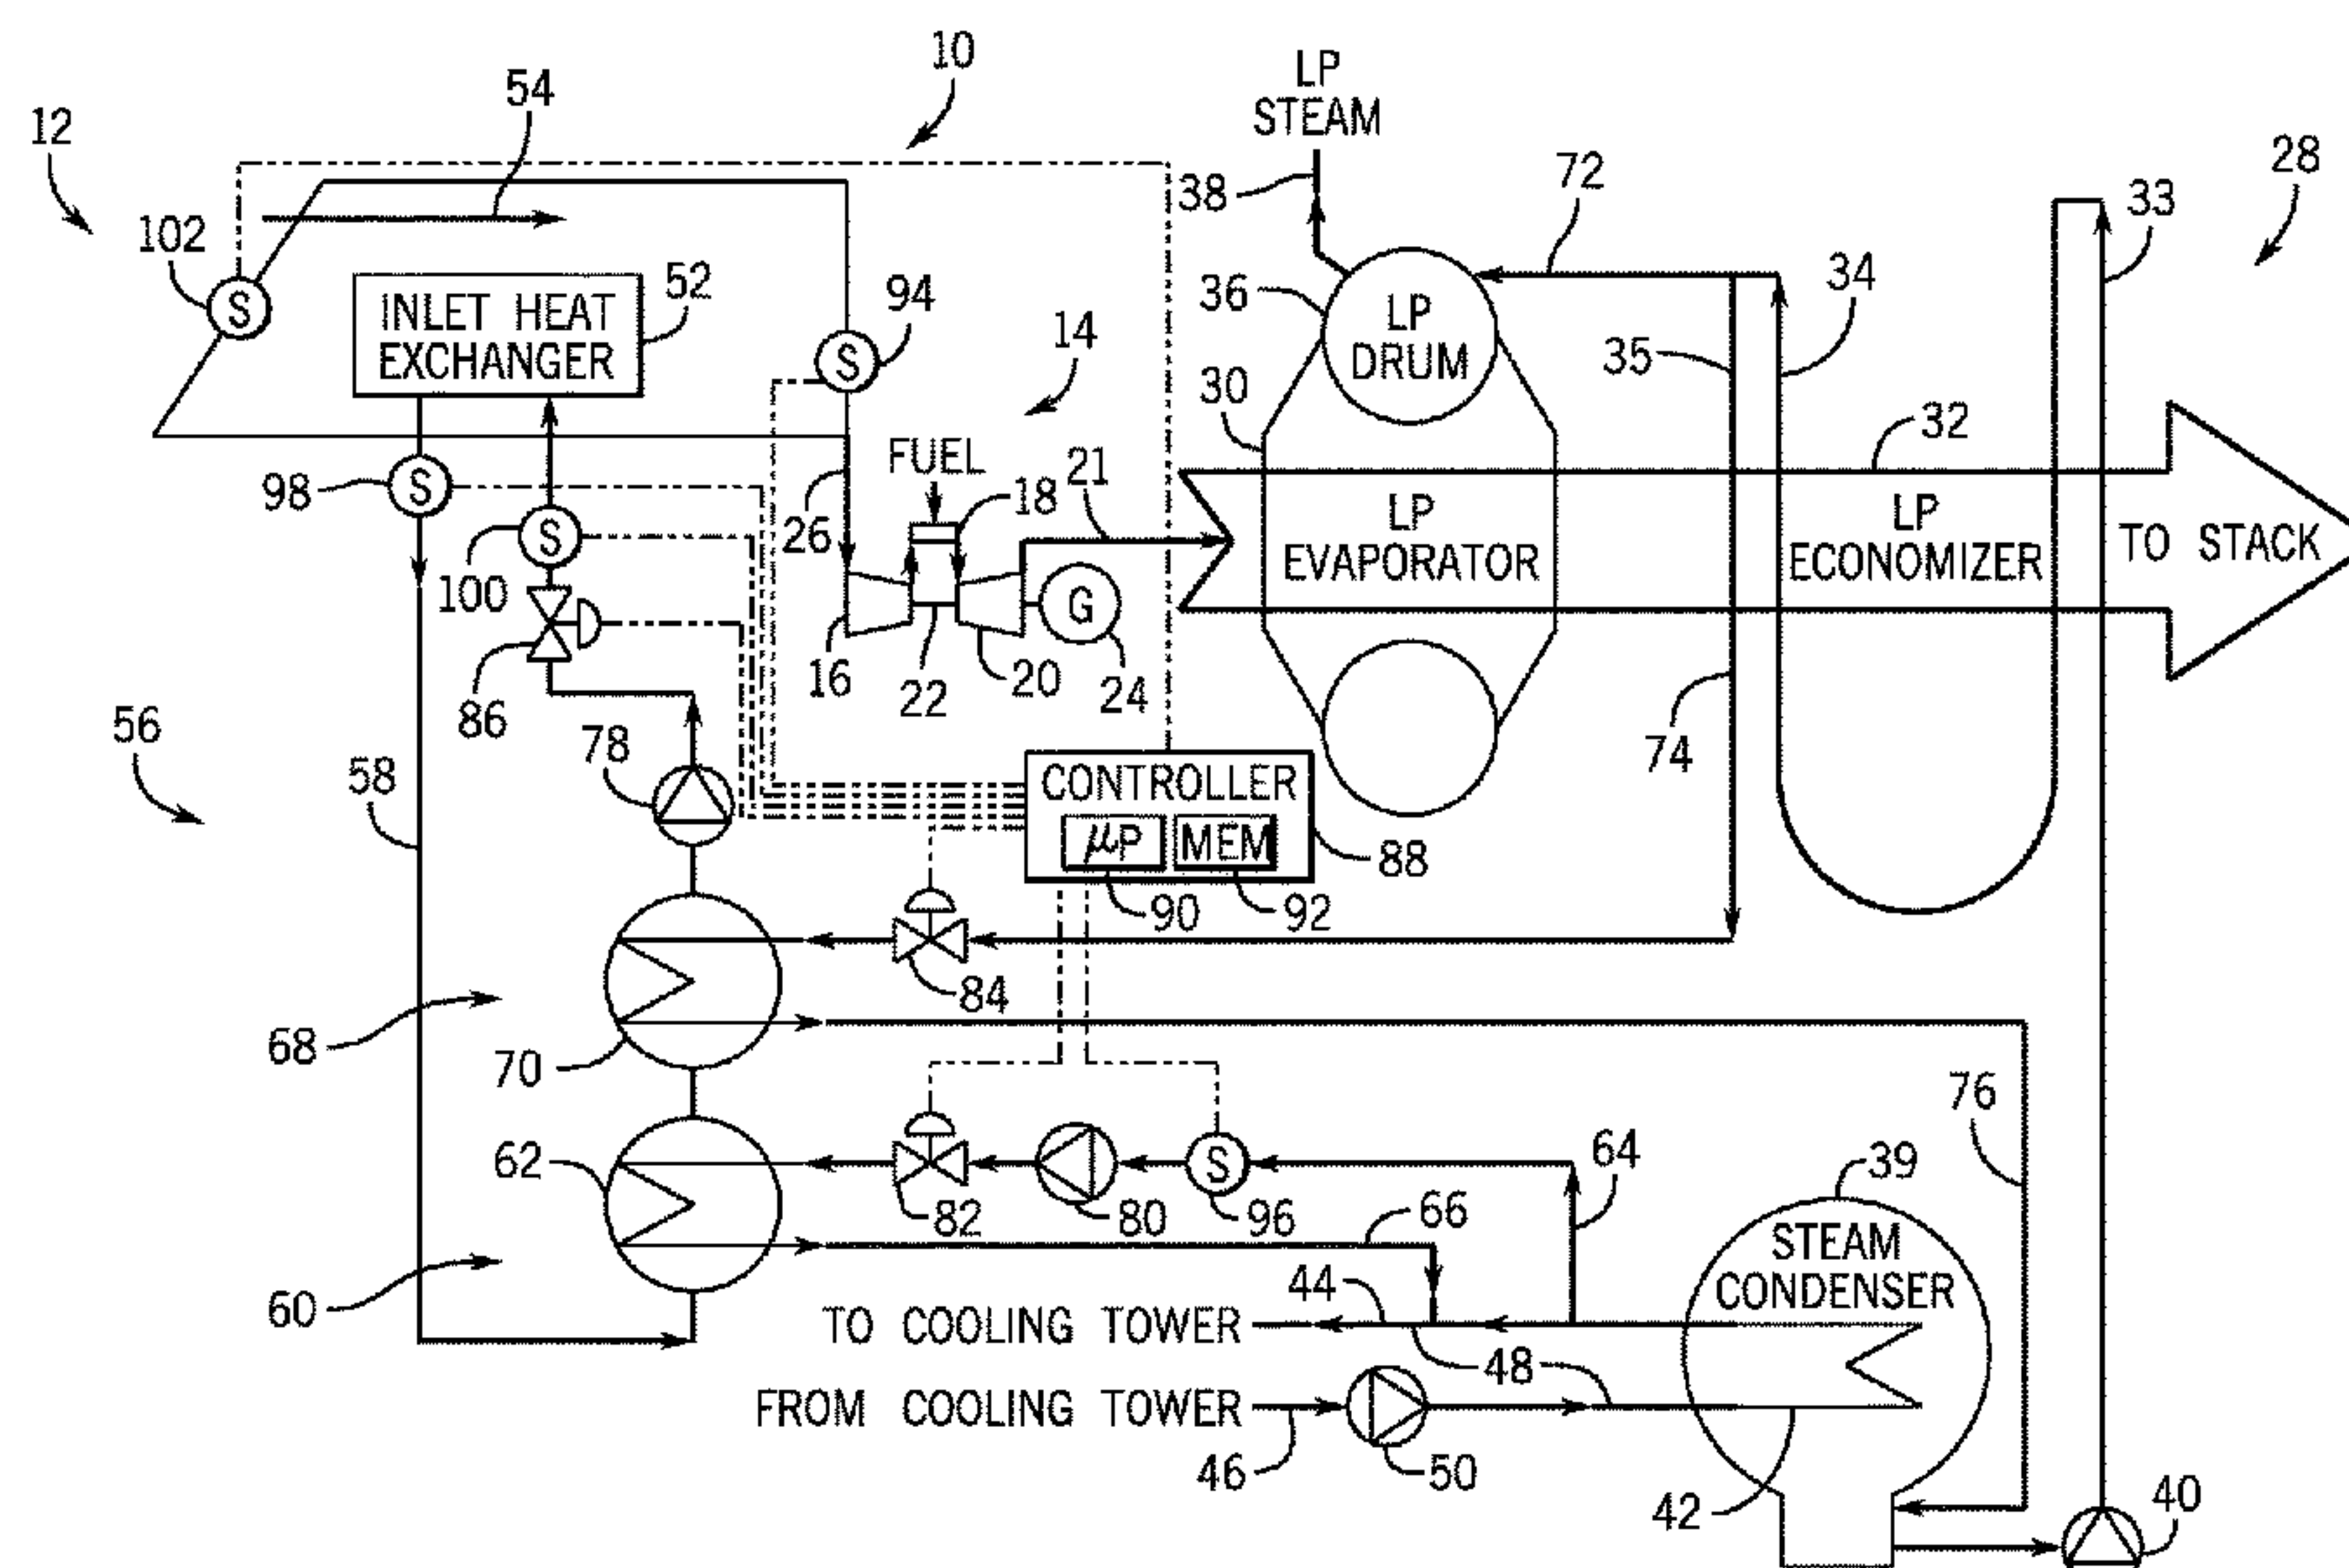 10
LP
STEAM
54
12
38
72
28
33
102
S
INLET HEAT
EXCHANGER
52
94
S
36
LP
DRUM
34
14
35
30
32
FUEL
21
98
S
100
S
26
18
LP
EVAPORATOR
LP
ECONOMIZER
TO STACK
G
16
22
20
24
86
56
58
78
74
CONTROLLER
μP
MEM
88
90
92
84
68
70
76
62
82
80
S
96
64
39
66
STEAM
CONDENSER
60
44
TO COOLING TOWER
48
FROM COOLING TOWER
46
50
42
40